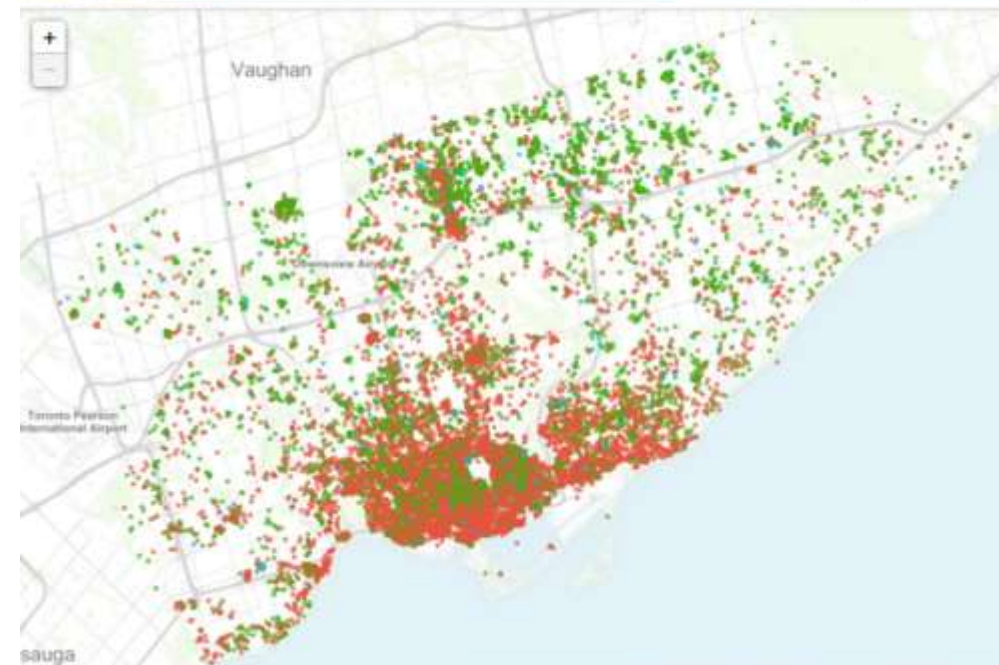 +
−
Vaughan
Toronto Pearson
International Airport
sauga